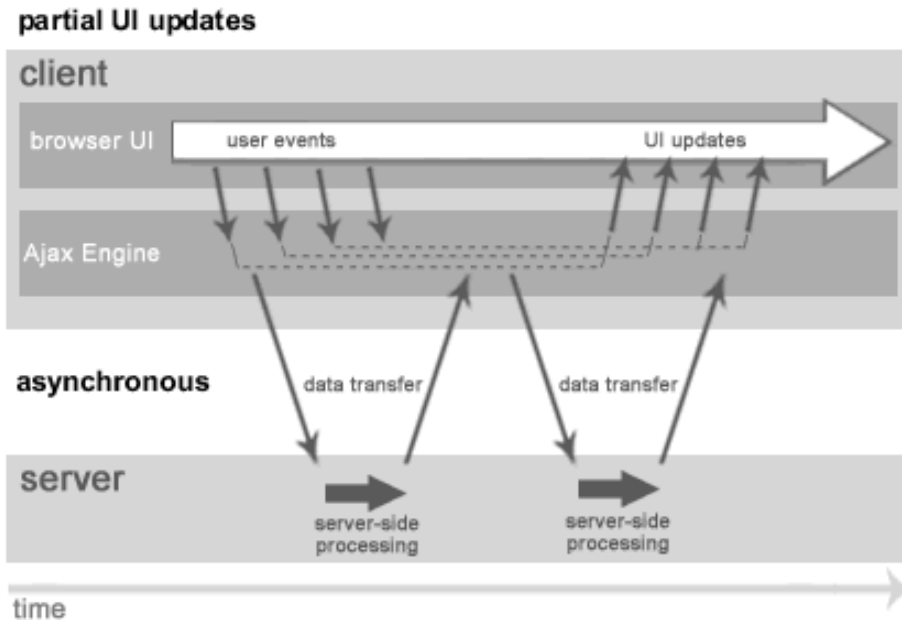 partial UI updates
client
browser UI
user events
UI updates
Ajax Engine
asynchronous
data transfer
data transfer
server
server-side
processing
server-side
processing
time